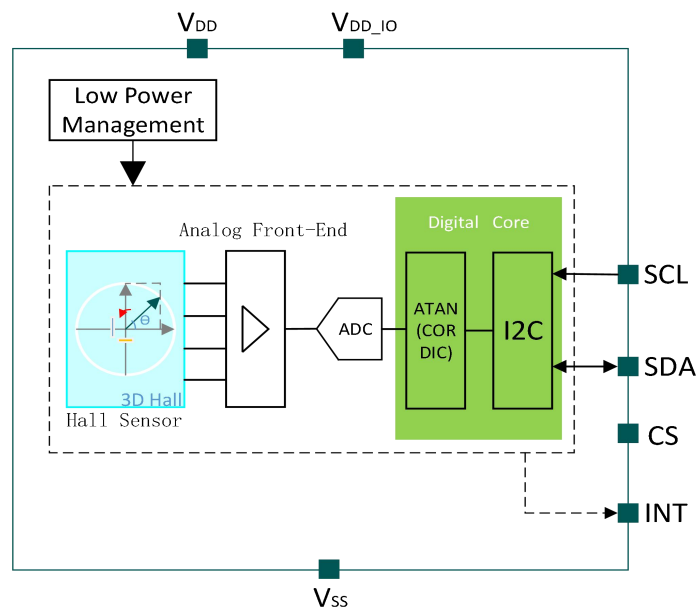 VDD
VDD_IO
Low Power
Management
Analog Front-End
Digital Core
SCL
ATAN
(COR
DIC)
I2C
ADC
θ
SDA
3D Hall
Hall Sensor
CS
INT
VSS